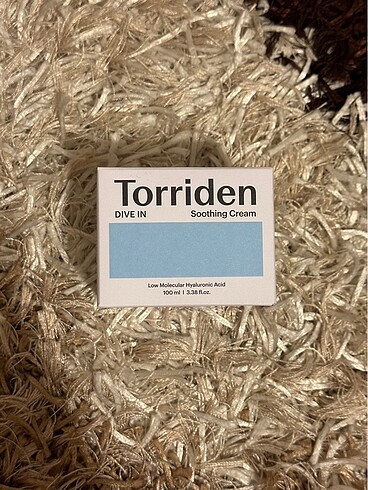 Torriden
DIVE IN Soothing Cream
Low Molecular Hyaluronic Acid
100 ml | 3.38 fl.oz.